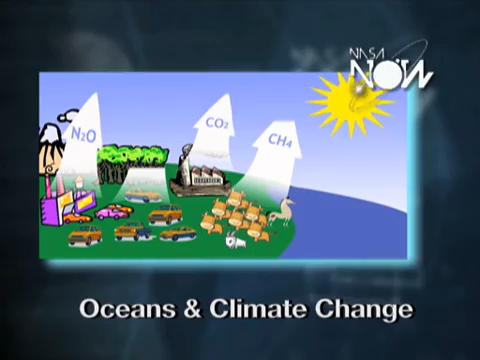 NASA
NOW
N₂O
CO₂
CH₄
Oceans & Climate Change